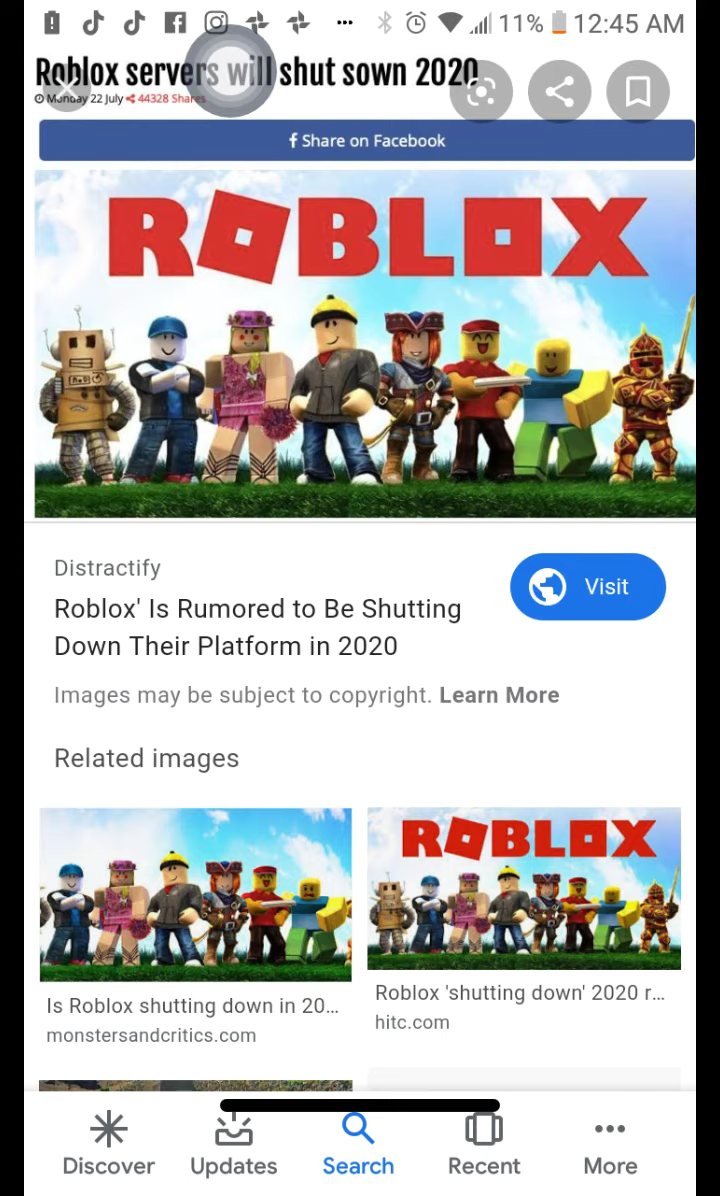 11% 12:45 AM
Roblox servers will shut sown 2020
Monday 22 July 44328 Shares
f Share on Facebook
ROBLOX
Distractify
Visit
Roblox' Is Rumored to Be Shutting
Down Their Platform in 2020
Images may be subject to copyright. Learn More
Related images
ROBLOX
Is Roblox shutting down in 20...
monstersandcritics.com
Roblox 'shutting down' 2020 r...
hitc.com
Discover Updates Search Recent More